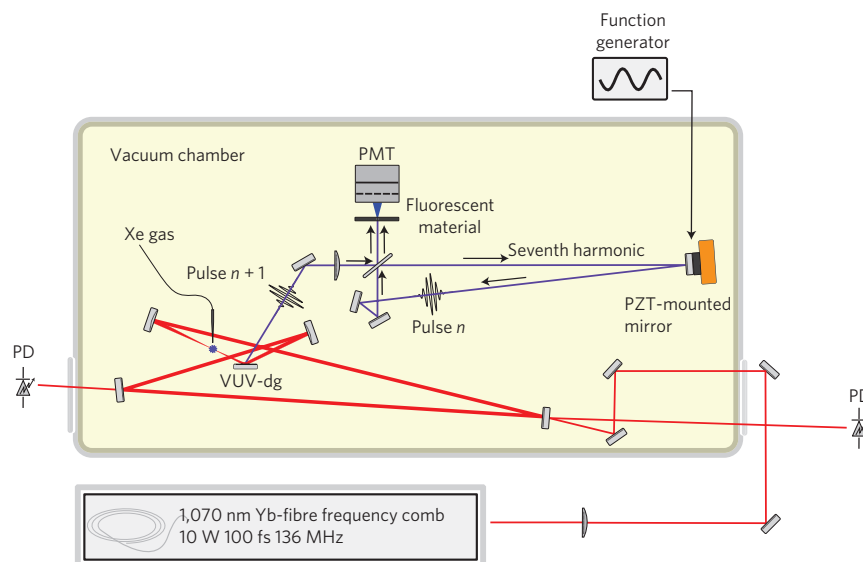 Function
generator
Vacuum chamber
PMT
Fluorescent
material
Xe gas
Seventh harmonic
Pulse n + 1
Pulse n
PZT-mounted
mirror
PD
VUV-dg
PD
1,070 nm Yb-fibre frequency comb
10 W 100 fs 136 MHz